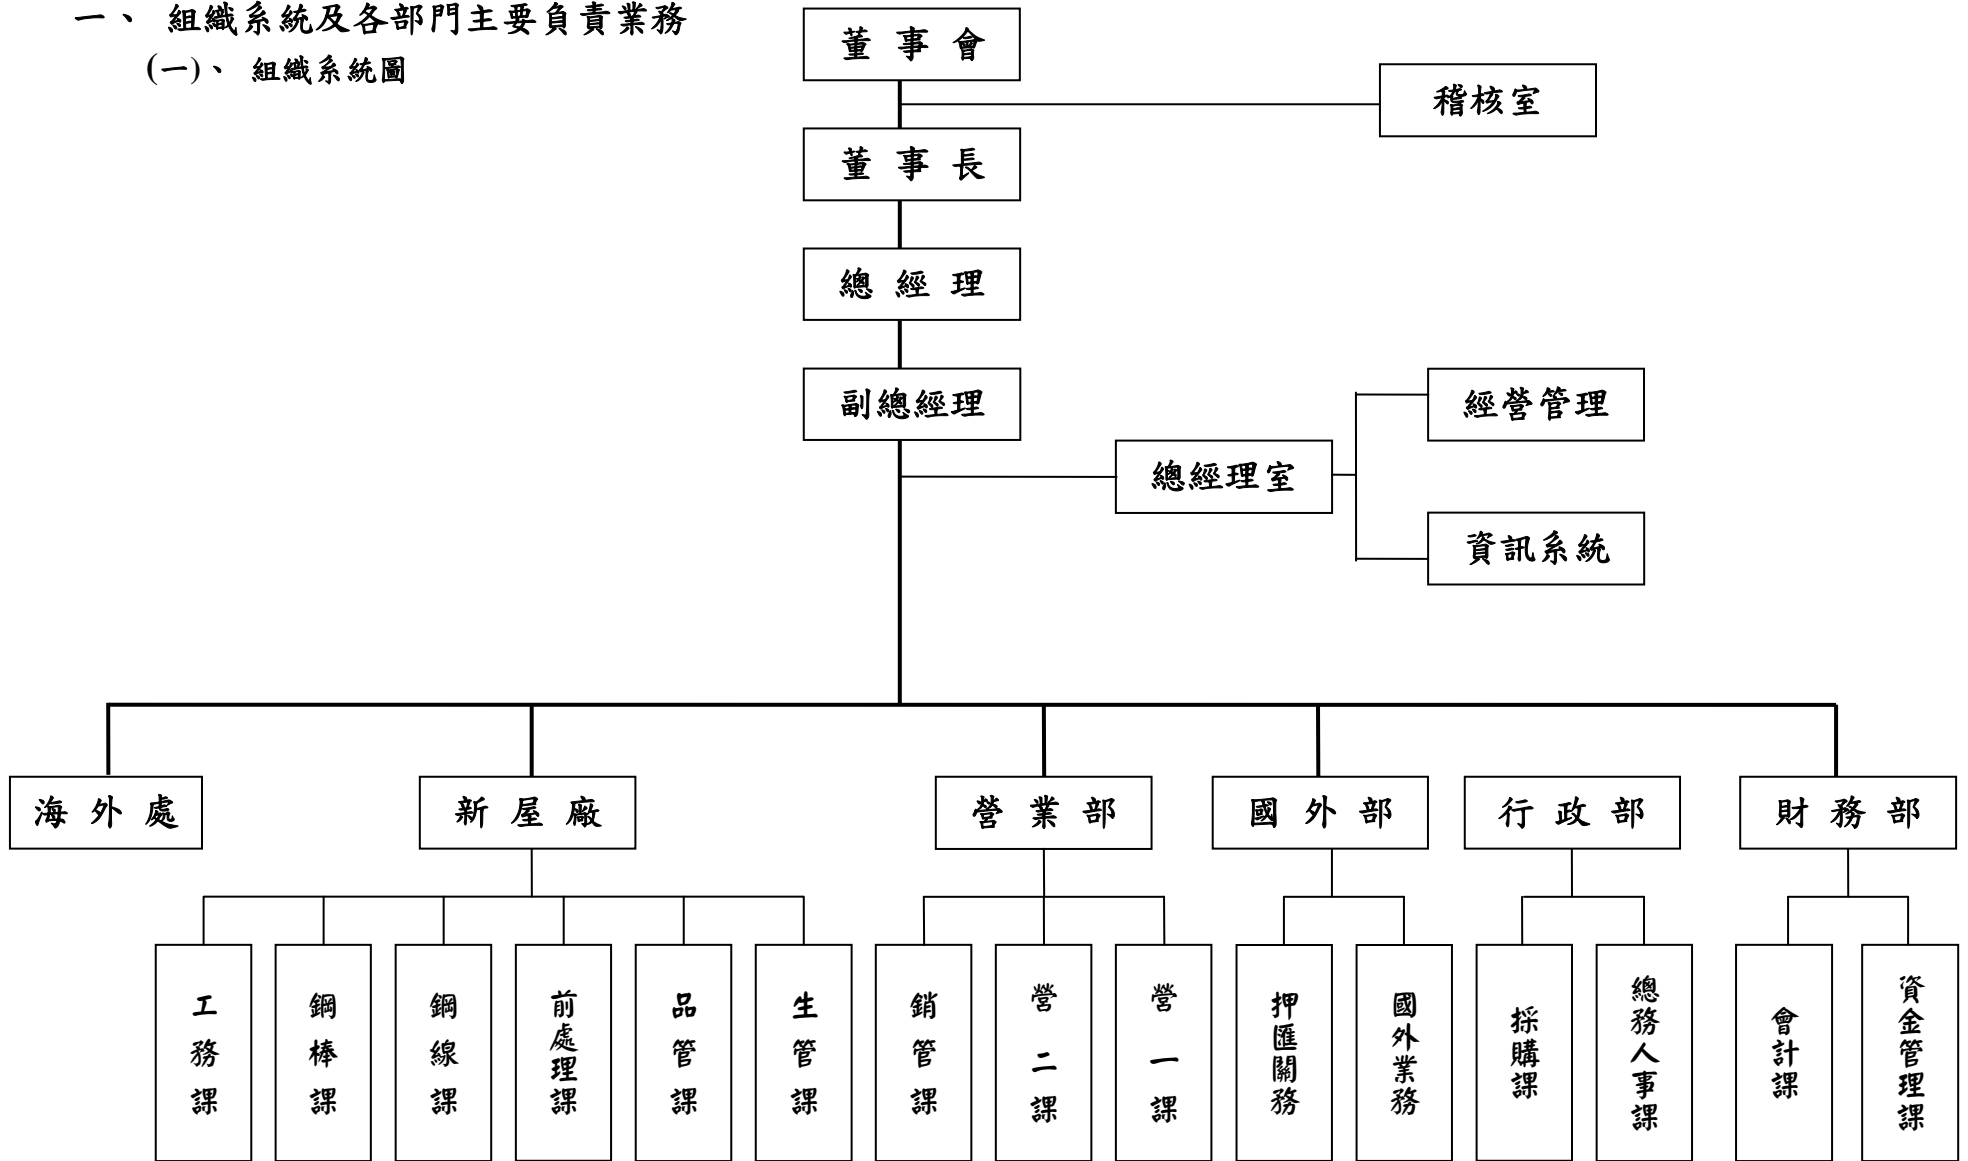 一、 組織系統及各部門主要負責業務
(一)、 組織系統圖
董 事 會
稽核室
董 事 長
總 經 理
副總經理
經營管理
總經理室
資訊系統
海 外 處
新 屋 廠
營 業 部
國 外 部
行 政 部
財 務 部
工務課
鋼棒課
鋼線課
前處理課
品管課
生管課
銷管課
營二課
營一課
押匯關務
國外業務
採購課
總務人事課
會計課
資金管理課